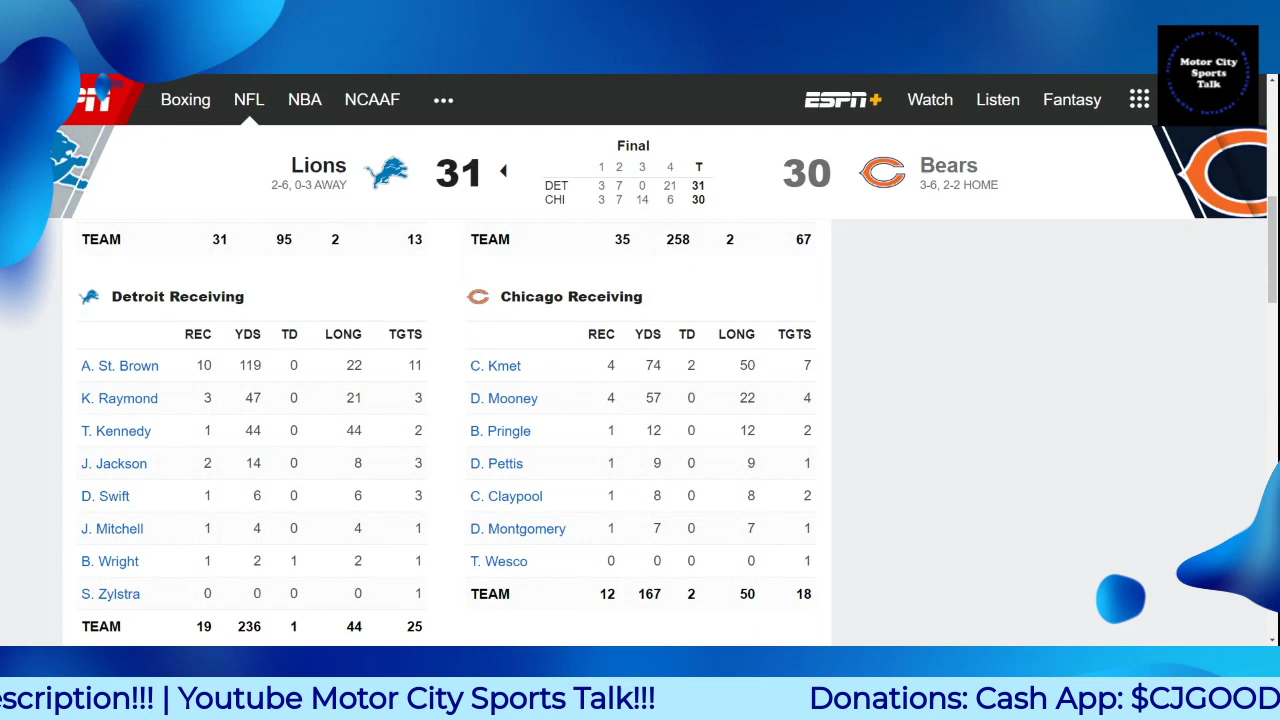 Motor City
Sports
Talk
Boxing NFL NBA NCAAF ••• ESPN+ Watch Listen Fantasy
Final
Lions 31 1 2 3 4 T 30 Bears
2-6, 0-3 AWAY DET 3 7 0 21 31 3-6, 2-2 HOME
CHI 3 7 14 6 30
TEAM 31 95 2 13 TEAM 35 258 2 67
Detroit Receiving Chicago Receiving
REC YDS TD LONG TGTS REC YDS TD LONG TGTS
A. St. Brown 10 119 0 22 11 C. Kmet 4 74 2 50 7
K. Raymond 3 47 0 21 3 D. Mooney 4 57 0 22 4
T. Kennedy 1 44 0 44 2 B. Pringle 1 12 0 12 2
J. Jackson 2 14 0 8 3 D. Pettis 1 9 0 9 1
D. Swift 1 6 0 6 3 C. Claypool 1 8 0 8 2
J. Mitchell 1 4 0 4 1 D. Montgomery 1 7 0 7 1
B. Wright 1 2 1 2 1 T. Wesco 0 0 0 0 1
S. Zylstra 0 0 0 0 1 TEAM 12 167 2 50 18
TEAM 19 236 1 44 25
escription!!! | Youtube Motor City Sports Talk!!! Donations: Cash App: $CJGOOD